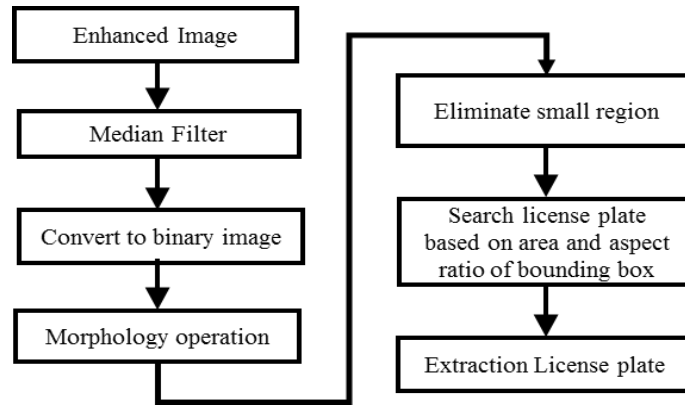 Enhanced Image
Median Filter
Convert to binary image
Morphology operation
Eliminate small region
Search license plate
based on area and aspect
ratio of bounding box
Extraction License plate